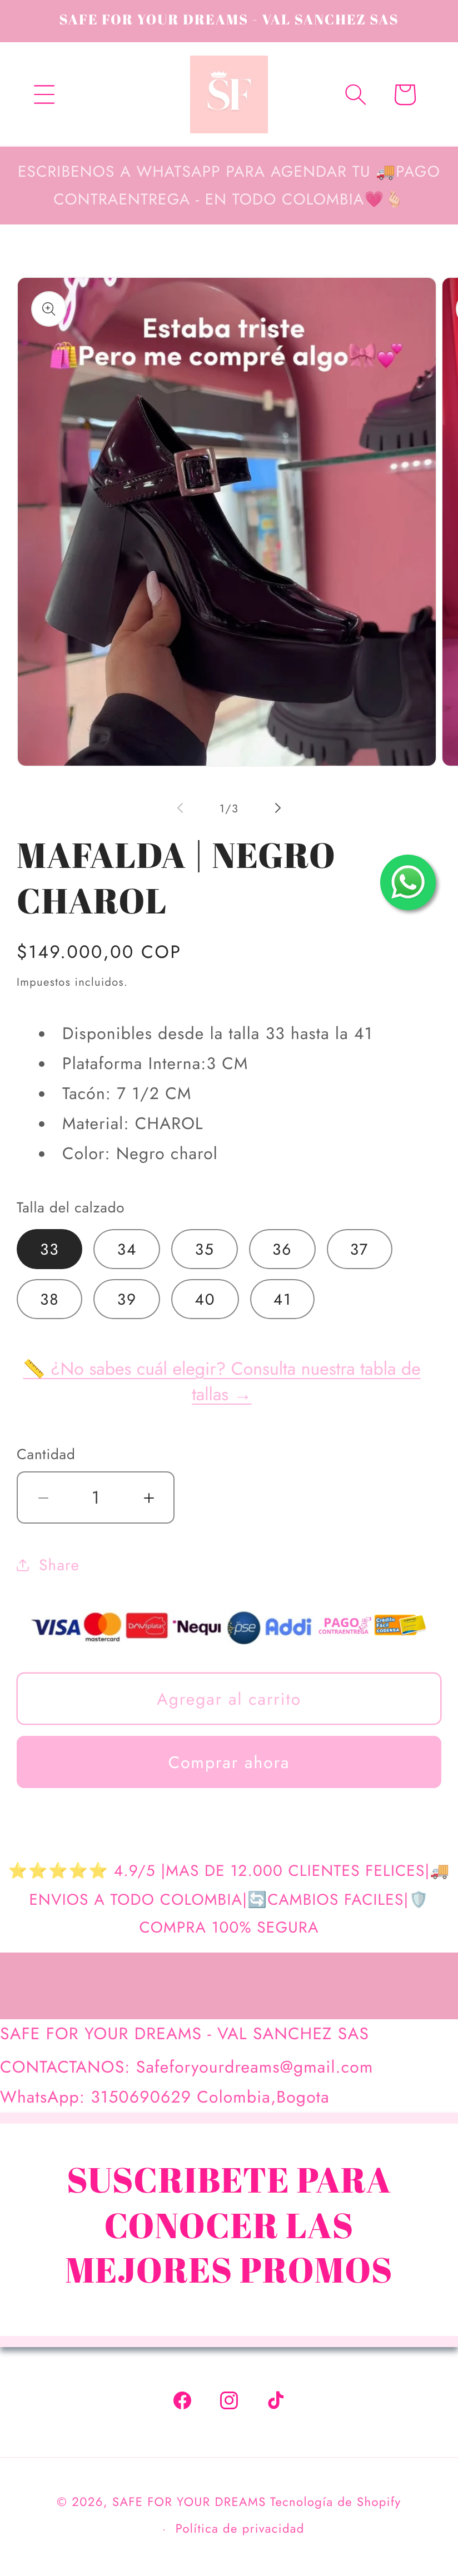 SAFE FOR YOUR DREAMS - VAL SANCHEZ SAS
SF
ESCRIBENOS A WHATSAPP PARA AGENDAR TU 🚚PAGO
CONTRAENTREGA - EN TODO COLOMBIA💗🫰🏻
Estaba triste
🛍️Pero me compré algo🎀💕
1/3
MAFALDA | NEGRO
CHAROL
$149.000,00 COP
Impuestos incluidos.
• Disponibles desde la talla 33 hasta la 41
• Plataforma Interna:3 CM
• Tacón: 7 1/2 CM
• Material: CHAROL
• Color: Negro charol
Talla del calzado
33 34 35 36 37
38 39 40 41
📏 ¿No sabes cuál elegir? Consulta nuestra tabla de
tallas →
Cantidad
− 1 +
Share
VISA mastercard DAVIplata Nequi pse Addi PAGO CONTRAENTREGA CODENSA
Agregar al carrito
Comprar ahora
⭐⭐⭐⭐⭐ 4.9/5 |MAS DE 12.000 CLIENTES FELICES|🚚
ENVIOS A TODO COLOMBIA|🔄CAMBIOS FACILES|🛡️
COMPRA 100% SEGURA
SAFE FOR YOUR DREAMS - VAL SANCHEZ SAS
CONTACTANOS: Safeforyourdreams@gmail.com
WhatsApp: 3150690629 Colombia,Bogota
SUSCRIBETE PARA
CONOCER LAS
MEJORES PROMOS
© 2026, SAFE FOR YOUR DREAMS Tecnología de Shopify
· Política de privacidad